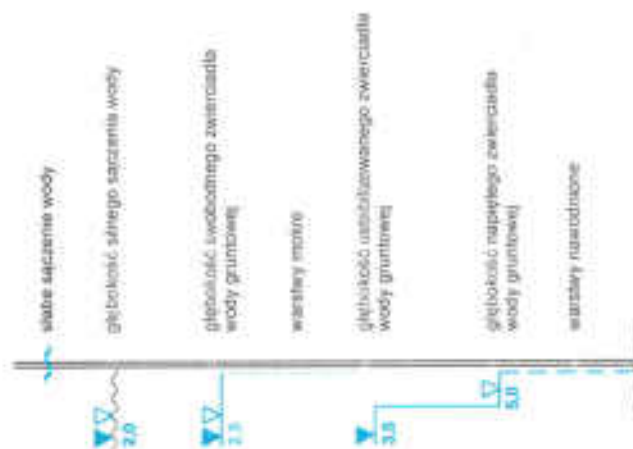 słabe sączenie wody
głębokość silnego sączenia wody
2,0
głębokość swobodnego zwierciadła
wody gruntowej
2,5
warstwy mokre
głębokość ustabilizowanego zwierciadła
wody gruntowej
3,5
głębokość napiętego zwierciadła
wody gruntowej
5,0
warstwy nawodnione